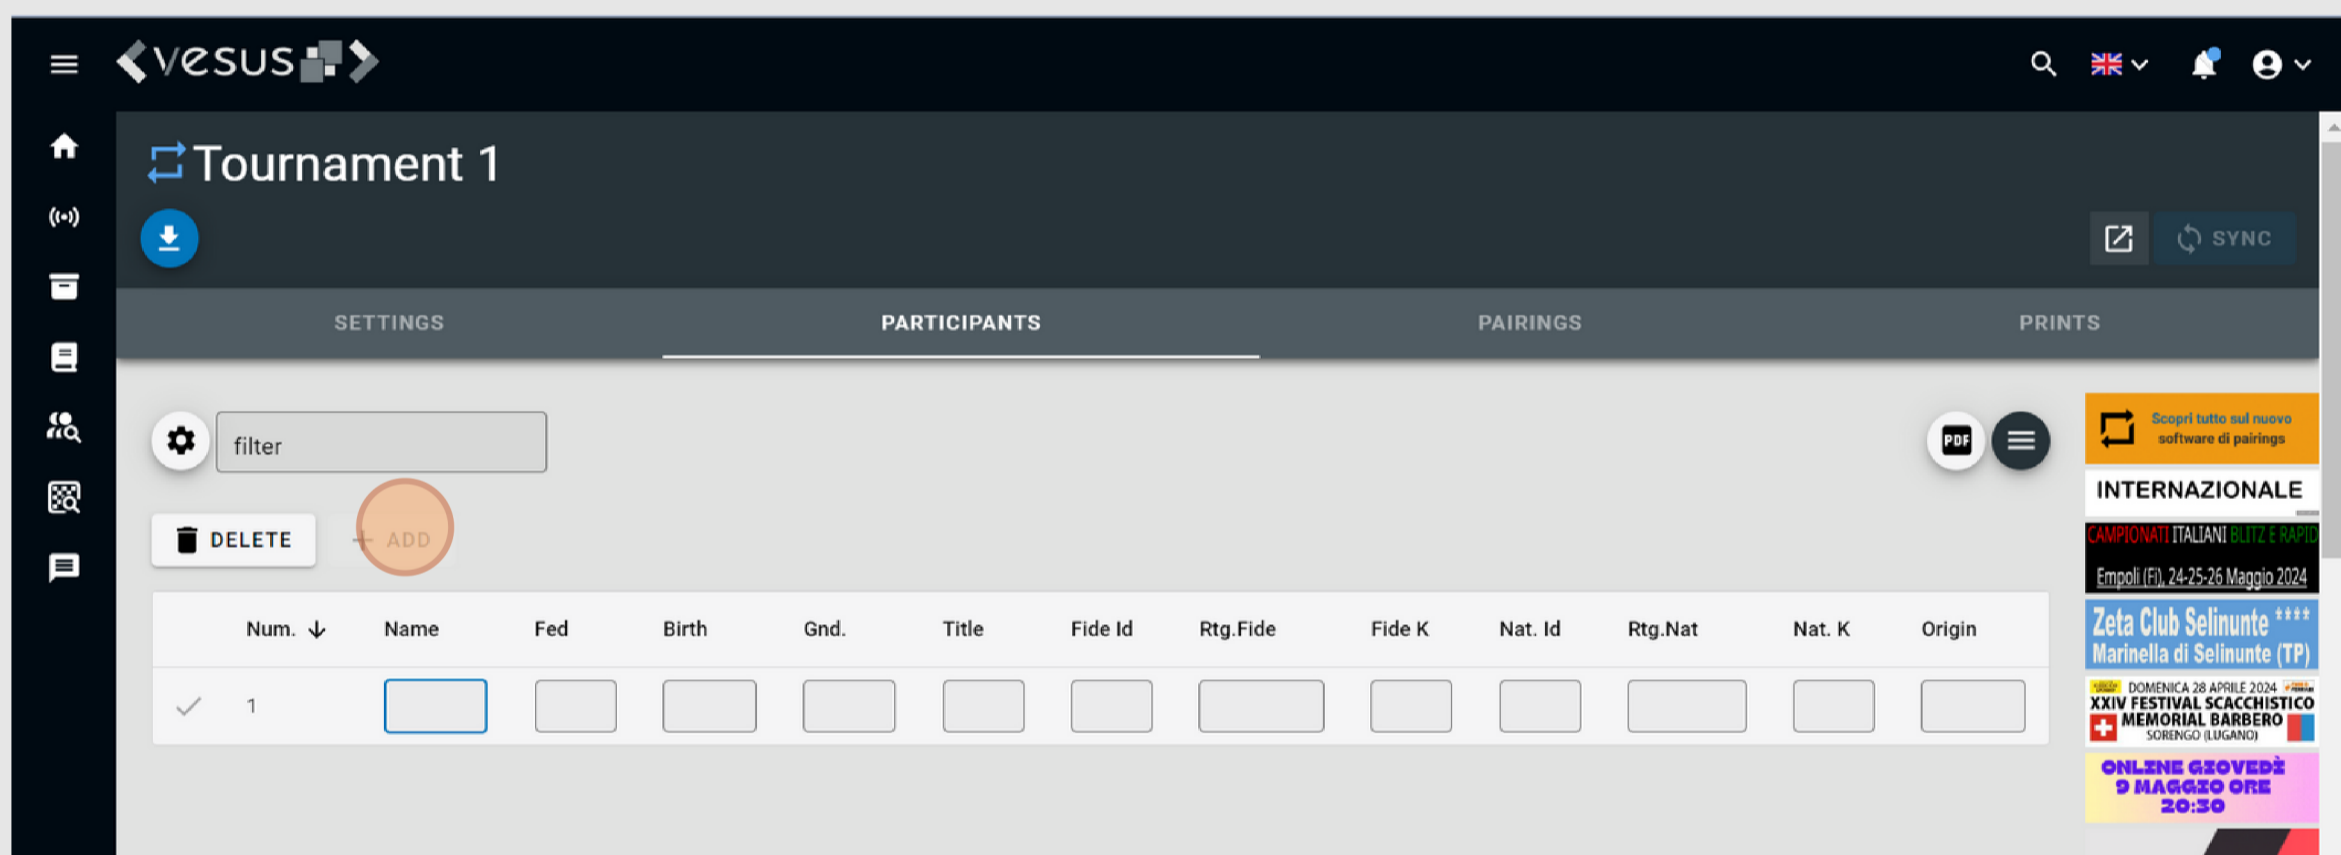 vesus
Tournament 1
SYNC
SETTINGS PARTICIPANTS PAIRINGS PRINTS
filter
PDF
DELETE + ADD
Num. Name Fed Birth Gnd. Title Fide Id Rtg.Fide Fide K Nat. Id Rtg.Nat Nat. K Origin
1
Scopri tutto sul nuovo
software di pairings
INTERNAZIONALE
CAMPIONATI ITALIANI BLITZ E RAPID
Empoli (Fi), 24-25-26 Maggio 2024
Zeta Club Selinunte ****
Marinella di Selinunte (TP)
DOMENICA 28 APRILE 2024
XXIV FESTIVAL SCACCHISTICO
MEMORIAL BARBERO
SORENGO (LUGANO)
ONLINE GIOVEDÌ
9 MAGGIO ORE
20:30